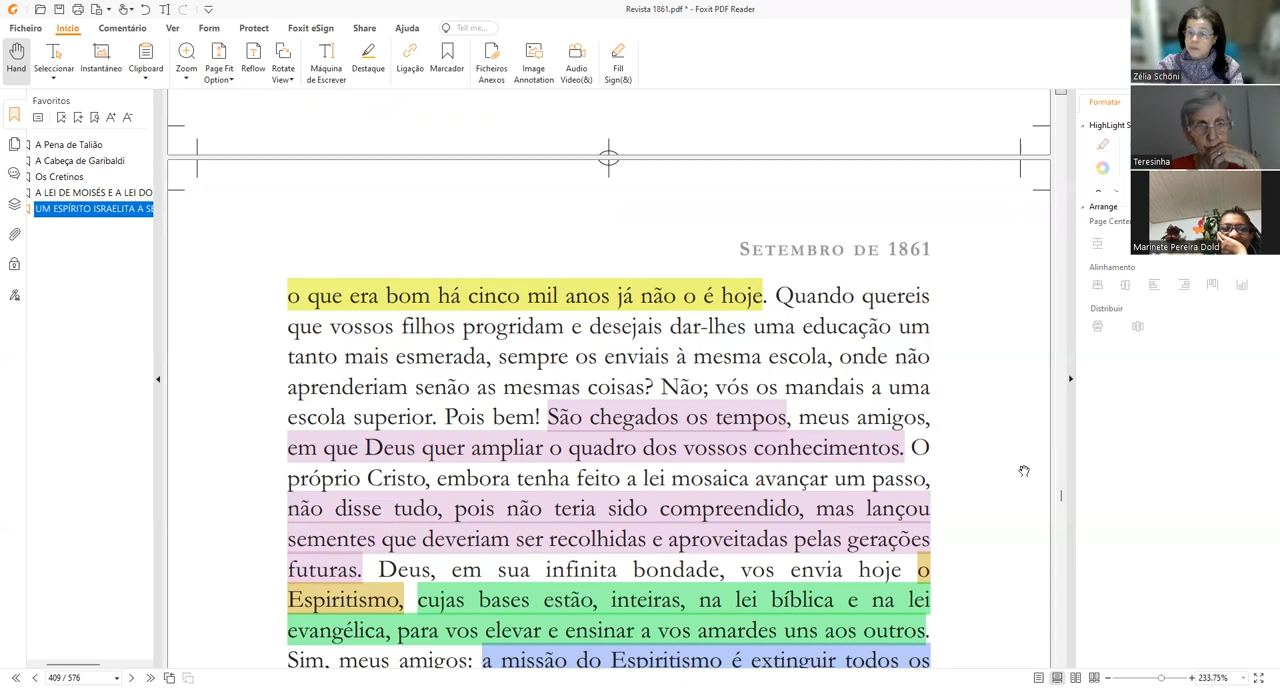 Revista 1861.pdf * - Foxit PDF Reader
Ficheiro Início Comentário Ver Form Protect Foxit eSign Share Ajuda Tell me...
Hand Seleccionar Instantâneo Clipboard Zoom Page Fit Option Reflow Rotate View Máquina de Escrever Destaque Ligação Marcador Ficheiros Anexos Image Annotation Audio Video(&) Fill Sign(&)
Favoritos
A Pena de Talião
A Cabeça de Garibaldi
Os Cretinos
A LEI DE MOISÉS E A LEI DO
UM ESPÍRITO ISRAELITA A SE
SETEMBRO DE 1861
o que era bom há cinco mil anos já não o é hoje. Quando quereis
que vossos filhos progridam e desejais dar-lhes uma educação um
tanto mais esmerada, sempre os enviais à mesma escola, onde não
aprenderiam senão as mesmas coisas? Não; vós os mandais a uma
escola superior. Pois bem! São chegados os tempos, meus amigos,
em que Deus quer ampliar o quadro dos vossos conhecimentos. O
próprio Cristo, embora tenha feito a lei mosaica avançar um passo,
não disse tudo, pois não teria sido compreendido, mas lançou
sementes que deveriam ser recolhidas e aproveitadas pelas gerações
futuras. Deus, em sua infinita bondade, vos envia hoje o
Espiritismo, cujas bases estão, inteiras, na lei bíblica e na lei
evangélica, para vos elevar e ensinar a vos amardes uns aos outros.
Sim, meus amigos: a missão do Espiritismo é extinguir todos os
Zélia Schöni
Teresinha
Marinete Pereira Dold
Formatar
HighLight S
Arrange
Page Center
Alinhamento
Distribuir
409 / 576
233.75%